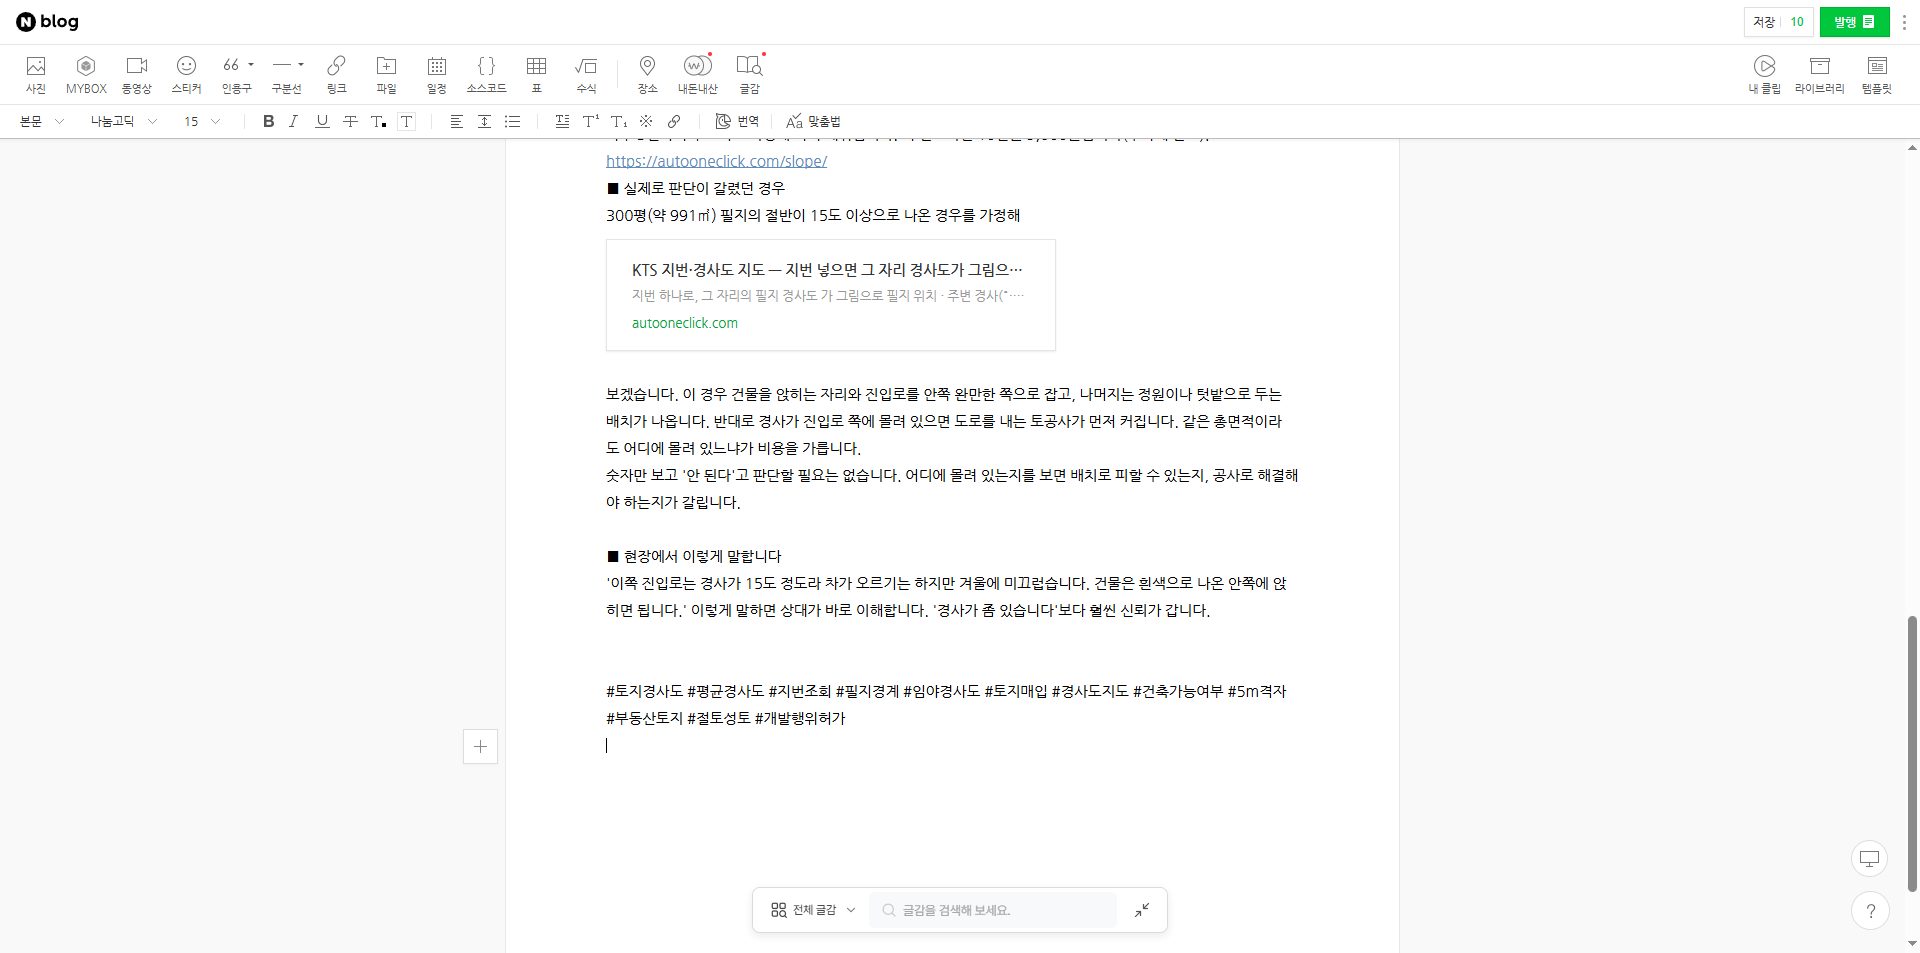 blog
저장 10
발행
사진
MYBOX
동영상
스티커
66
인용구
구분선
링크
파일
일정
소스코드
표
수식
장소
내돈내산
글감
내 클립
라이브러리
템플릿
본문
나눔고딕
15
번역
맞춤법
https://autooneclick.com/slope/
■ 실제로 판단이 갈렸던 경우
300평(약 991㎡) 필지의 절반이 15도 이상으로 나온 경우를 가정해
KTS 지번·경사도 지도 — 지번 넣으면 그 자리 경사도가 그림으…
지번 하나로, 그 자리의 필지 경사도 가 그림으로 필지 위치 · 주변 경사(°·…
autooneclick.com
보겠습니다. 이 경우 건물을 앉히는 자리와 진입로를 안쪽 완만한 쪽으로 잡고, 나머지는 정원이나 텃밭으로 두는
배치가 나옵니다. 반대로 경사가 진입로 쪽에 몰려 있으면 도로를 내는 토공사가 먼저 커집니다. 같은 총면적이라
도 어디에 몰려 있느냐가 비용을 가릅니다.
숫자만 보고 '안 된다'고 판단할 필요는 없습니다. 어디에 몰려 있는지를 보면 배치로 피할 수 있는지, 공사로 해결해
야 하는지가 갈립니다.
■ 현장에서 이렇게 말합니다
'이쪽 진입로는 경사가 15도 정도라 차가 오르기는 하지만 겨울에 미끄럽습니다. 건물은 흰색으로 나온 안쪽에 앉
히면 됩니다.' 이렇게 말하면 상대가 바로 이해합니다. '경사가 좀 있습니다'보다 훨씬 신뢰가 갑니다.
#토지경사도 #평균경사도 #지번조회 #필지경계 #임야경사도 #토지매입 #경사도지도 #건축가능여부 #5m격자
#부동산토지 #절토성토 #개발행위허가
전체 글감
글감을 검색해 보세요.